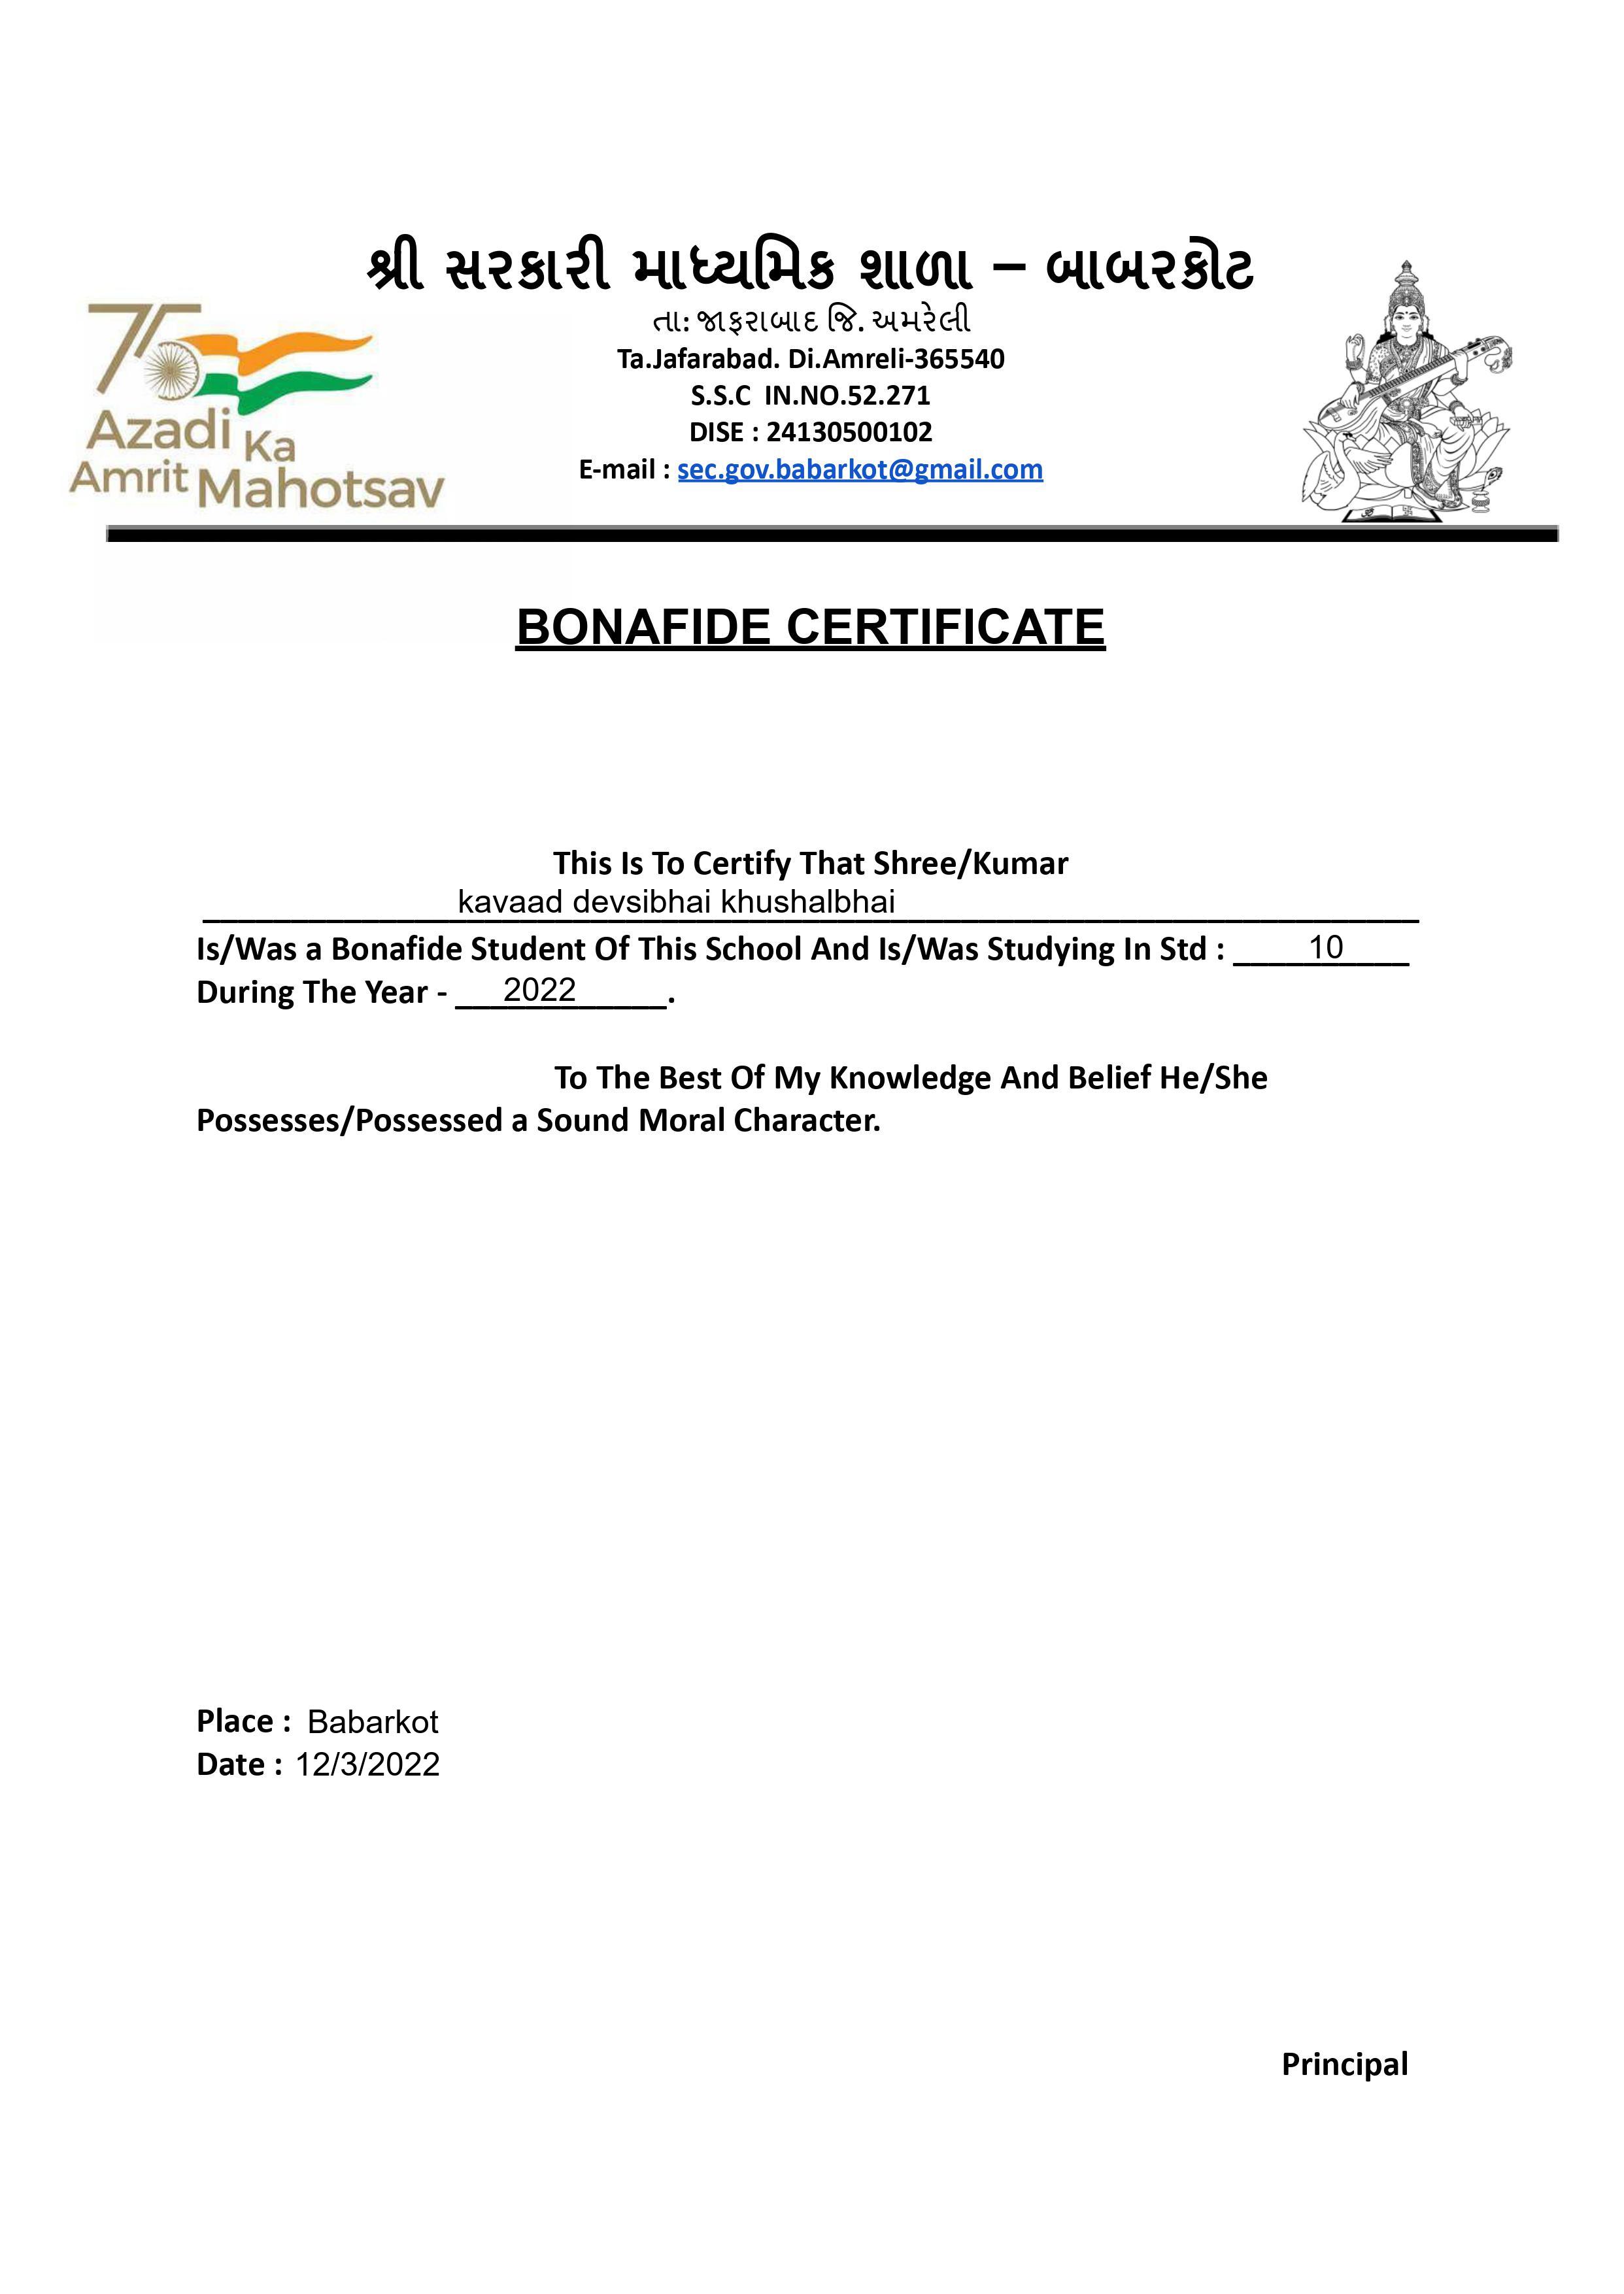 શ્રી સરકારી માધ્યમિક શાળા – બાબરકોટ
તા: જાફરાબાદ જિ. અમરેલી
Ta.Jafarabad. Di.Amreli-365540
S.S.C IN.NO.52.271
DISE : 24130500102
E-mail : sec.gov.babarkot@gmail.com
75
Azadi Ka
Amrit Mahotsav
BONAFIDE CERTIFICATE
This Is To Certify That Shree/Kumar
kavaad devsibhai khushalbhai
Is/Was a Bonafide Student Of This School And Is/Was Studying In Std : 10
During The Year - 2022.
To The Best Of My Knowledge And Belief He/She
Possesses/Possessed a Sound Moral Character.
Place : Babarkot
Date : 12/3/2022
Principal